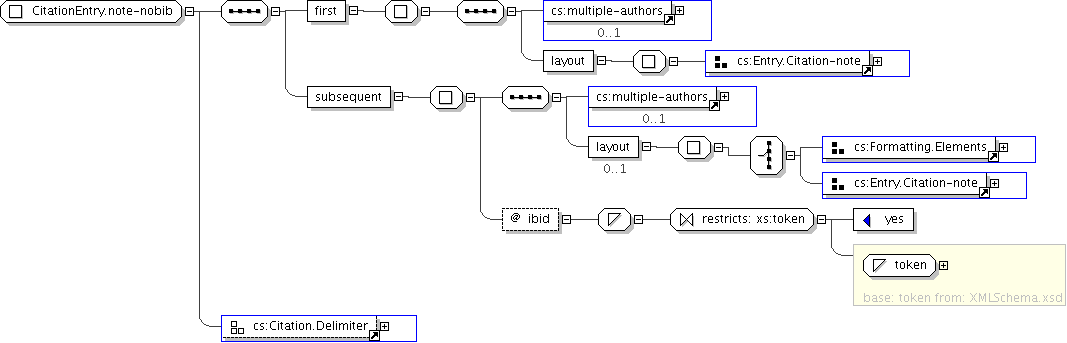 CitationEntry.note-nobib
first
cs:multiple-authors
0..1
layout
cs:Entry.Citation-note
subsequent
cs:multiple-authors
0..1
layout
0..1
cs:Formatting.Elements
cs:Entry.Citation-note
@ ibid
restricts: xs:token
yes
token
base: token from: XMLSchema.xsd
cs:Citation.Delimiter